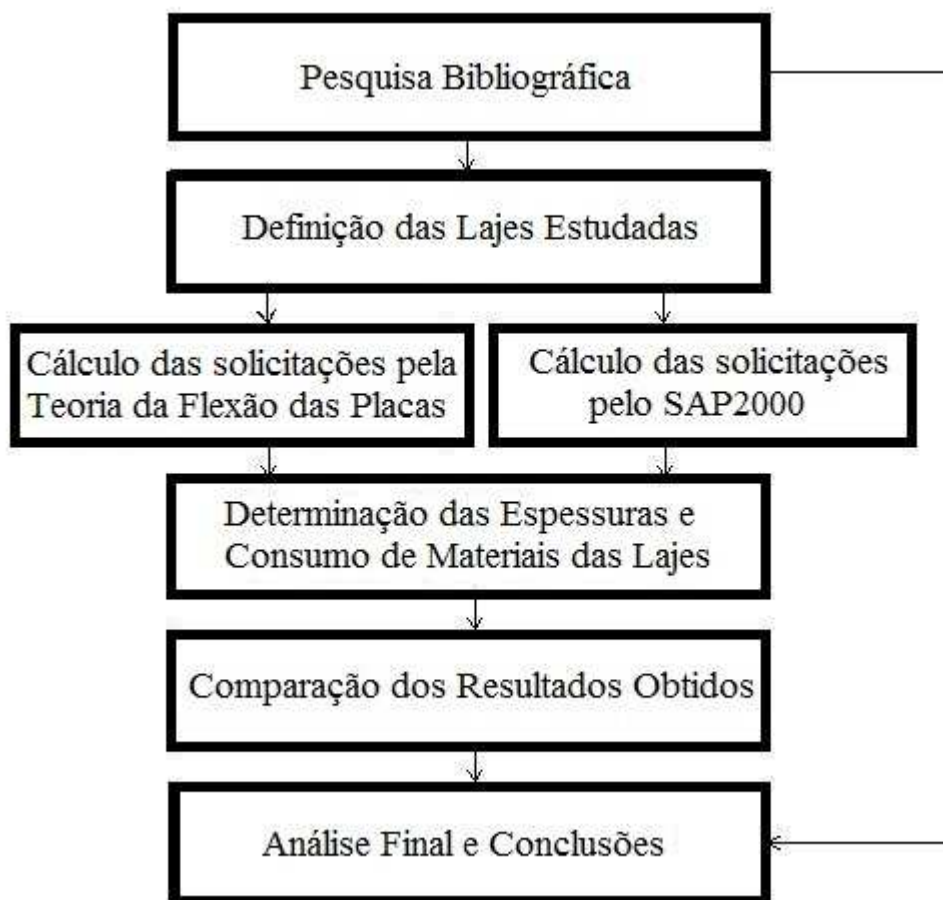 Pesquisa Bibliográfica
Definição das Lajes Estudadas
Cálculo das solicitações pela
Teoria da Flexão das Placas
Cálculo das solicitações
pelo SAP2000
Determinação das Espessuras e
Consumo de Materiais das Lajes
Comparação dos Resultados Obtidos
Análise Final e Conclusões